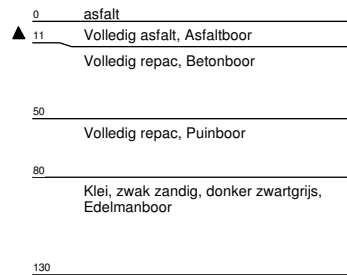 0 asfalt
11 Volledig asfalt, Asfaltboor
Volledig repac, Betonboor
50
Volledig repac, Puinboor
80
Klei, zwak zandig, donker zwartgrijs,
Edelmanboor
130